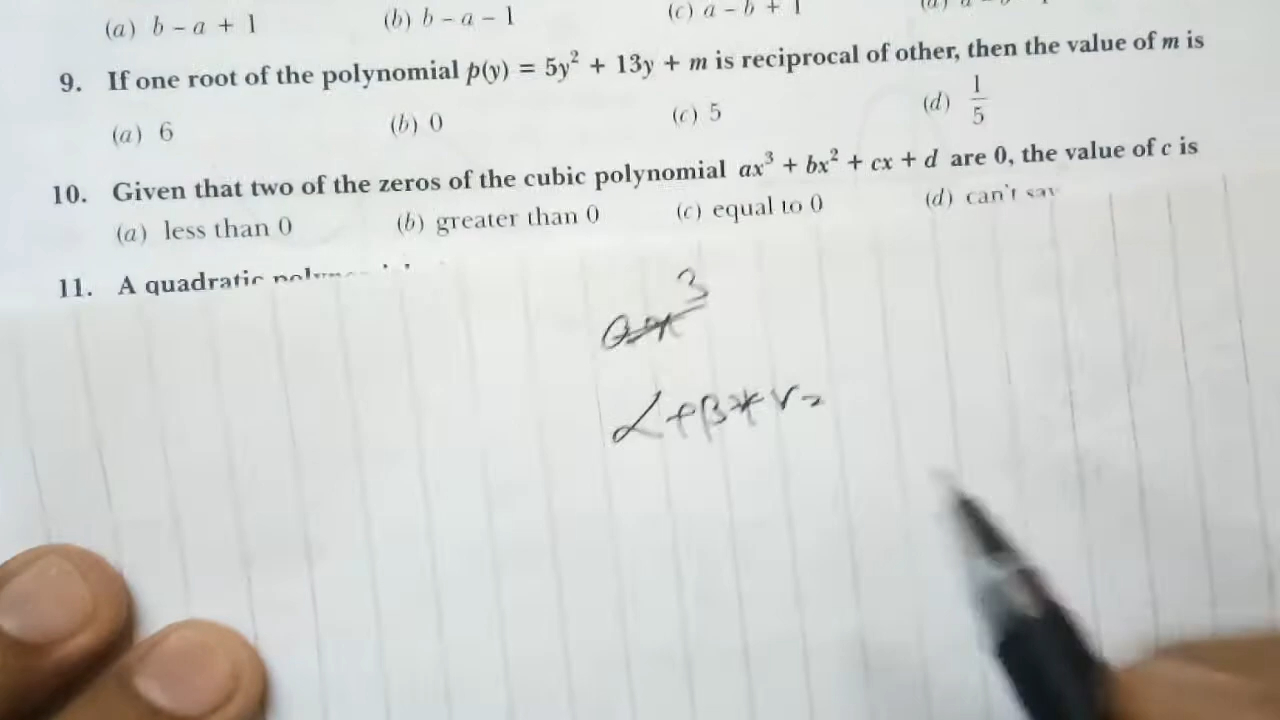 (a) b – a + 1 (b) b – a – 1 (c) a – b + 1
9. If one root of the polynomial p(y) = 5y² + 13y + m is reciprocal of other, then the value of m is
(a) 6 (b) 0 (c) 5 (d) 1/5
10. Given that two of the zeros of the cubic polynomial ax³ + bx² + cx + d are 0, the value of c is
(a) less than 0 (b) greater than 0 (c) equal to 0 (d) can't say
11. A quadratic
ax³
α+β+γ=